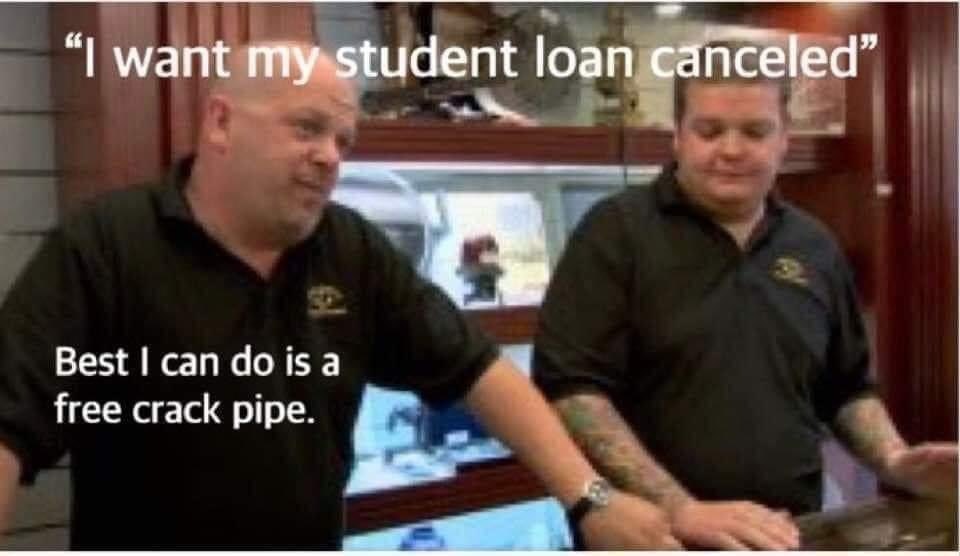 “I want my student loan canceled”
Best I can do is a
free crack pipe.